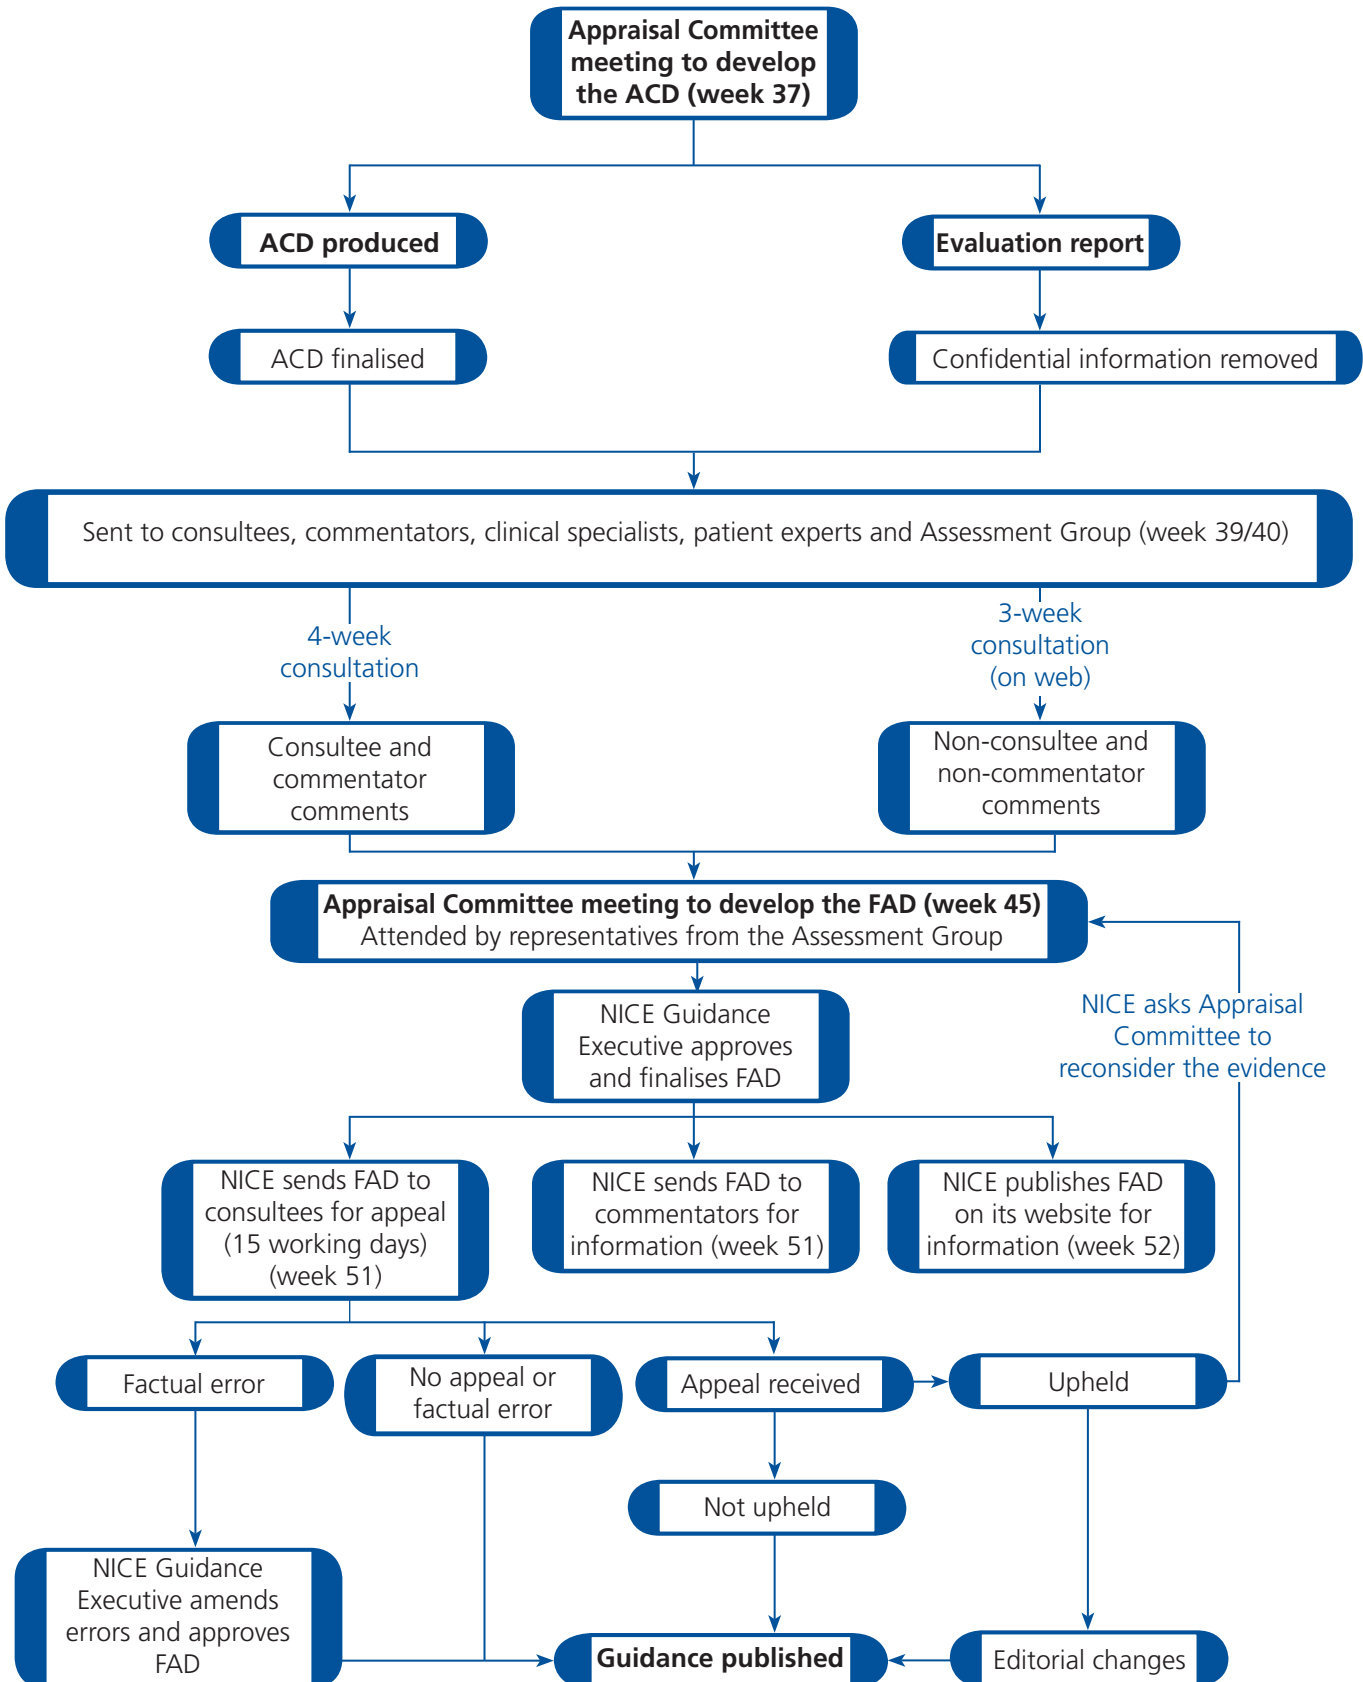 Appraisal Committee
meeting to develop
the ACD (week 37)
ACD produced
Evaluation report
ACD finalised
Confidential information removed
Sent to consultees, commentators, clinical specialists, patient experts and Assessment Group (week 39/40)
4-week
consultation
3-week
consultation
(on web)
Consultee and
commentator
comments
Non-consultee and
non-commentator
comments
Appraisal Committee meeting to develop the FAD (week 45)
Attended by representatives from the Assessment Group
NICE Guidance
Executive approves
and finalises FAD
NICE asks Appraisal
Committee to
reconsider the evidence
NICE sends FAD to
consultees for appeal
(15 working days)
(week 51)
NICE sends FAD to
commentators for
information (week 51)
NICE publishes FAD
on its website for
information (week 52)
Factual error
No appeal or
factual error
Appeal received
Upheld
Not upheld
NICE Guidance
Executive amends
errors and approves
FAD
Guidance published
Editorial changes